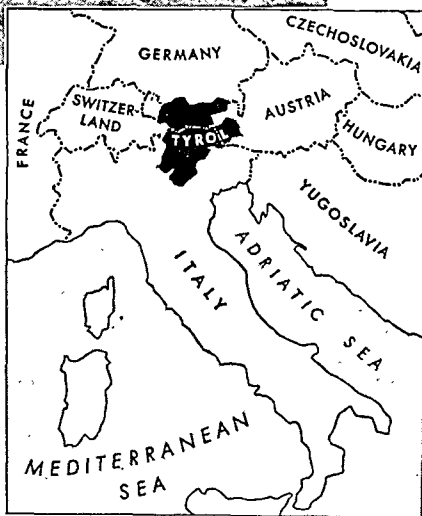 CZECHOSLOVAKIA
GERMANY
FRANCE
SWITZER-
LAND
AUSTRIA
TYROL
HUNGARY
YUGOSLAVIA
ITALY
ADRIATIC SEA
MEDITERRANEAN
SEA